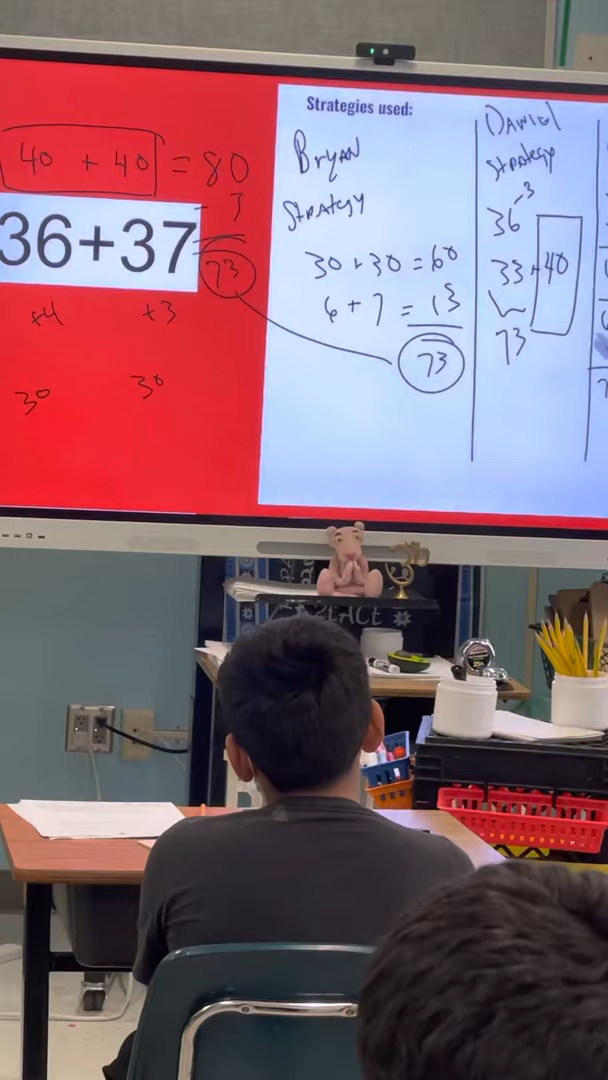 40 + 40 = 80
- 7
36+37
73
+4 +3
30 30
Strategies used:
Bryan
Strategy
30 + 30 = 60
6 + 7 = 13
73
Daniel
Strategy
36 -3
33 + 40
73